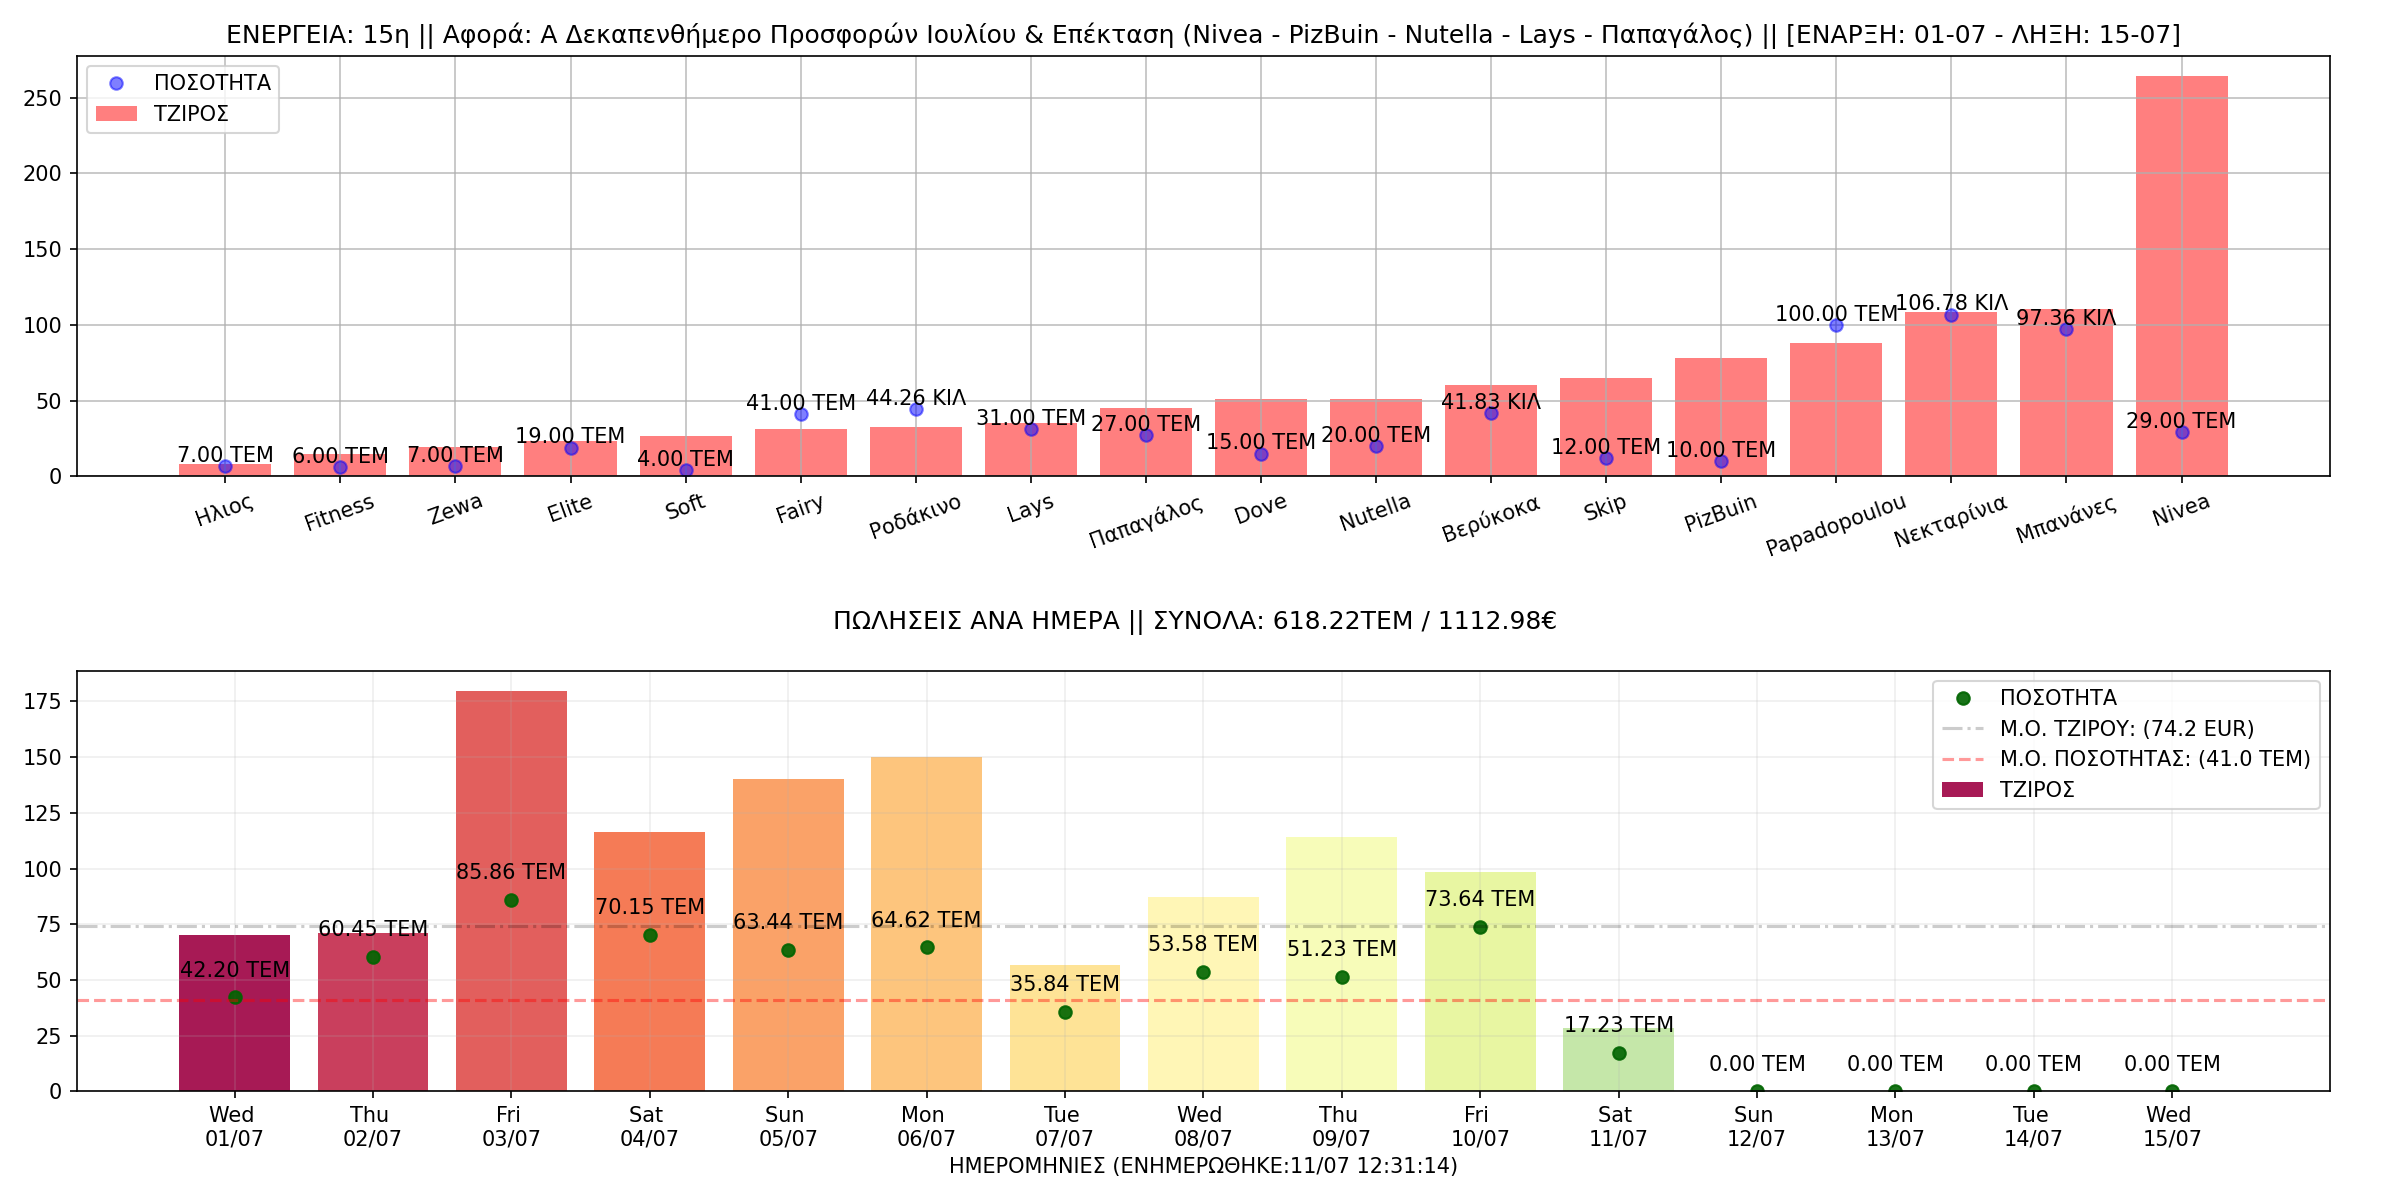 ΕΝΕΡΓΕΙΑ: 15η || Αφορά: Α Δεκαπενθήμερο Προσφορών Ιουλίου & Επέκταση (Nivea - PizBuin - Nutella - Lays - Παπαγάλος) || [ΕΝΑΡΞΗ: 01-07 - ΛΗΞΗ: 15-07]
ΠΟΣΟΤΗΤΑ
ΤΖΙΡΟΣ
250
200
150
100
50
0
7.00 ΤΕΜ 6.00 ΤΕΜ 7.00 ΤΕΜ 19.00 ΤΕΜ 4.00 ΤΕΜ 41.00 ΤΕΜ 44.26 ΚΙΛ 31.00 ΤΕΜ 27.00 ΤΕΜ 15.00 ΤΕΜ 20.00 ΤΕΜ 41.83 ΚΙΛ 12.00 ΤΕΜ 10.00 ΤΕΜ 100.00 ΤΕΜ 106.78 ΚΙΛ 97.36 ΚΙΛ 29.00 ΤΕΜ
Ηλιος Fitness Zewa Elite Soft Fairy Ροδάκινο Lays Παπαγάλος Dove Nutella Βερύκοκα Skip PizBuin Papadopoulou Νεκταρίνια Μπανάνες Nivea
ΠΩΛΗΣΕΙΣ ΑΝΑ ΗΜΕΡΑ || ΣΥΝΟΛΑ: 618.22ΤΕΜ / 1112.98€
ΠΟΣΟΤΗΤΑ
Μ.Ο. ΤΖΙΡΟΥ: (74.2 EUR)
Μ.Ο. ΠΟΣΟΤΗΤΑΣ: (41.0 ΤΕΜ)
ΤΖΙΡΟΣ
175
150
125
100
75
50
25
0
42.20 ΤΕΜ 60.45 ΤΕΜ 85.86 ΤΕΜ 70.15 ΤΕΜ 63.44 ΤΕΜ 64.62 ΤΕΜ 35.84 ΤΕΜ 53.58 ΤΕΜ 51.23 ΤΕΜ 73.64 ΤΕΜ 17.23 ΤΕΜ 0.00 ΤΕΜ 0.00 ΤΕΜ 0.00 ΤΕΜ 0.00 ΤΕΜ
Wed Thu Fri Sat Sun Mon Tue Wed Thu Fri Sat Sun Mon Tue Wed
01/07 02/07 03/07 04/07 05/07 06/07 07/07 08/07 09/07 10/07 11/07 12/07 13/07 14/07 15/07
ΗΜΕΡΟΜΗΝΙΕΣ (ΕΝΗΜΕΡΩΘΗΚΕ:11/07 12:31:14)